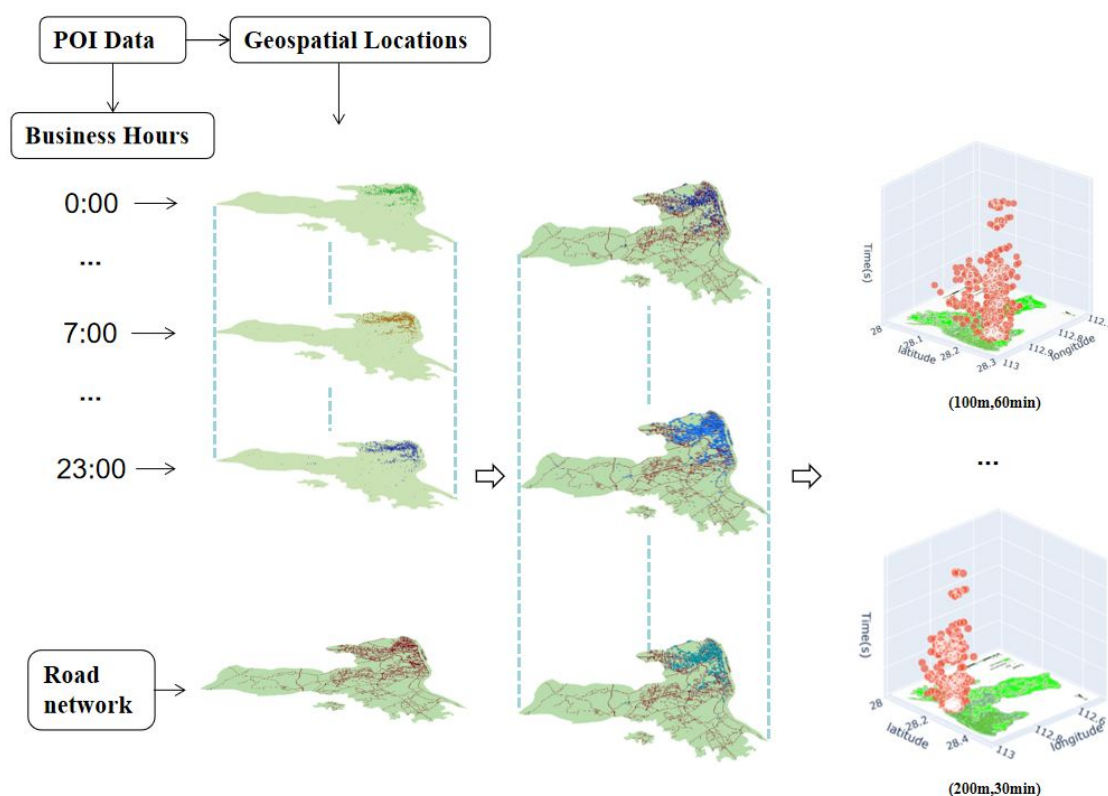 POI Data
Geospatial Locations
Business Hours
0:00
...
7:00
...
23:00
Road
network
Time(s)
28
28.1
28.2
28.3
latitude
113
112.9
112.8
longitude
(100m,60min)
...
Time(s)
28
28.2
28.4
latitude
113
112.8
112.6
longitude
(200m,30min)